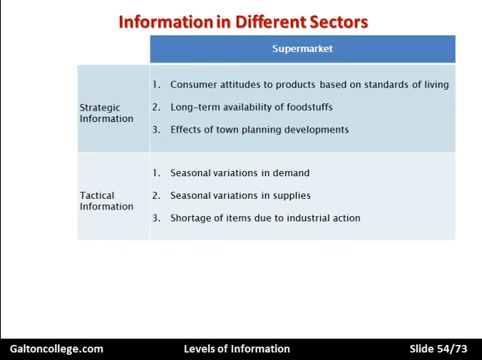 Information in Different Sectors
Supermarket
Strategic
Information
1. Consumer attitudes to products based on standards of living
2. Long-term availability of foodstuffs
3. Effects of town planning developments
Tactical
Information
1. Seasonal variations in demand
2. Seasonal variations in supplies
3. Shortage of items due to industrial action
Galtoncollege.com Levels of Information Slide 54/73